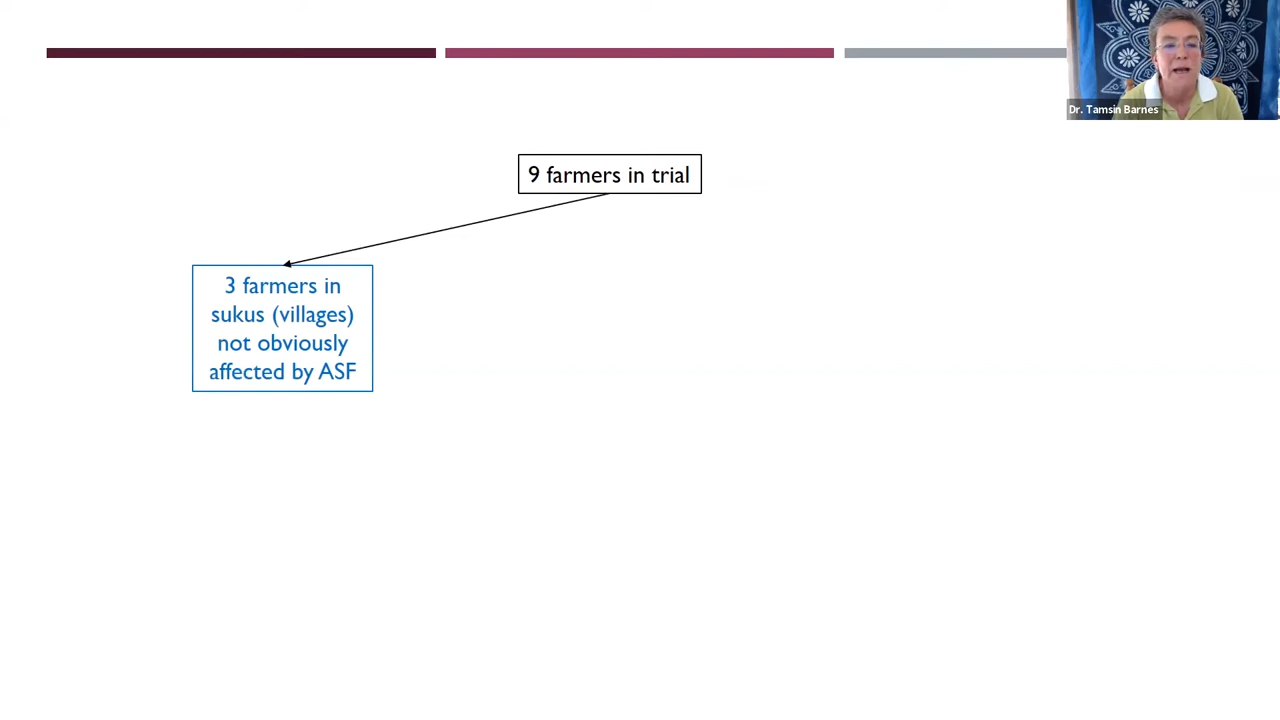 Dr. Tamsin Barnes
9 farmers in trial
3 farmers in
sukus (villages)
not obviously
affected by ASF